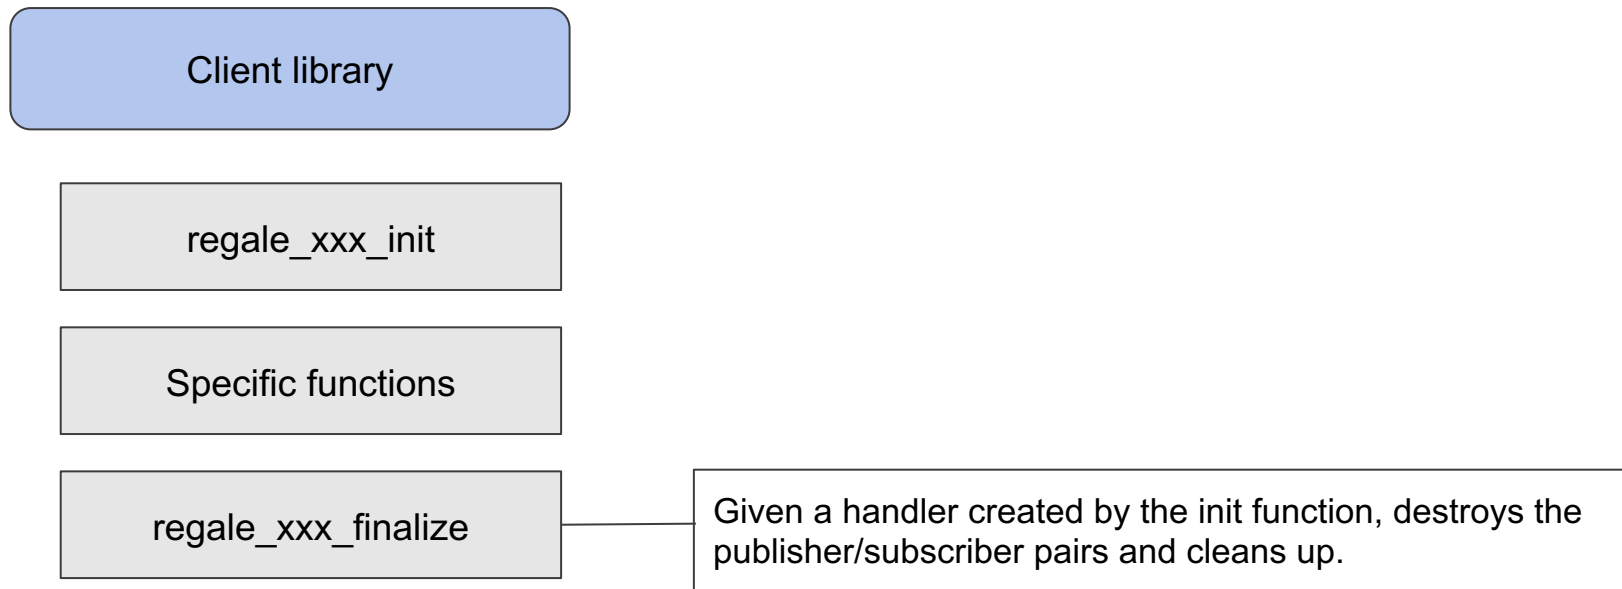 Client library
regale_xxx_init
Specific functions
regale_xxx_finalize
Given a handler created by the init function, destroys the
publisher/subscriber pairs and cleans up.